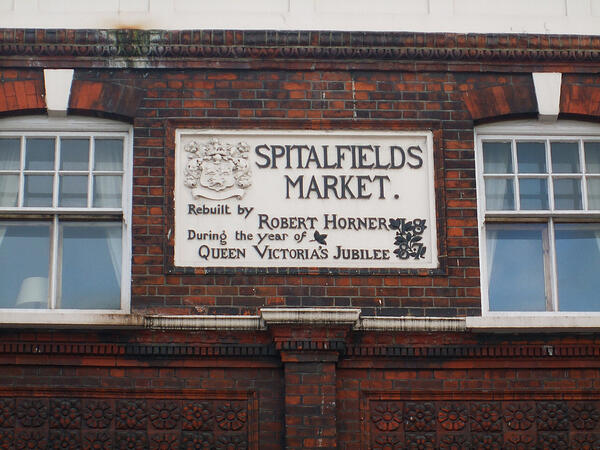 SPITALFIELDS
MARKET.
Rebuilt by
ROBERT HORNER
During the year of
QUEEN VICTORIA'S JUBILEE